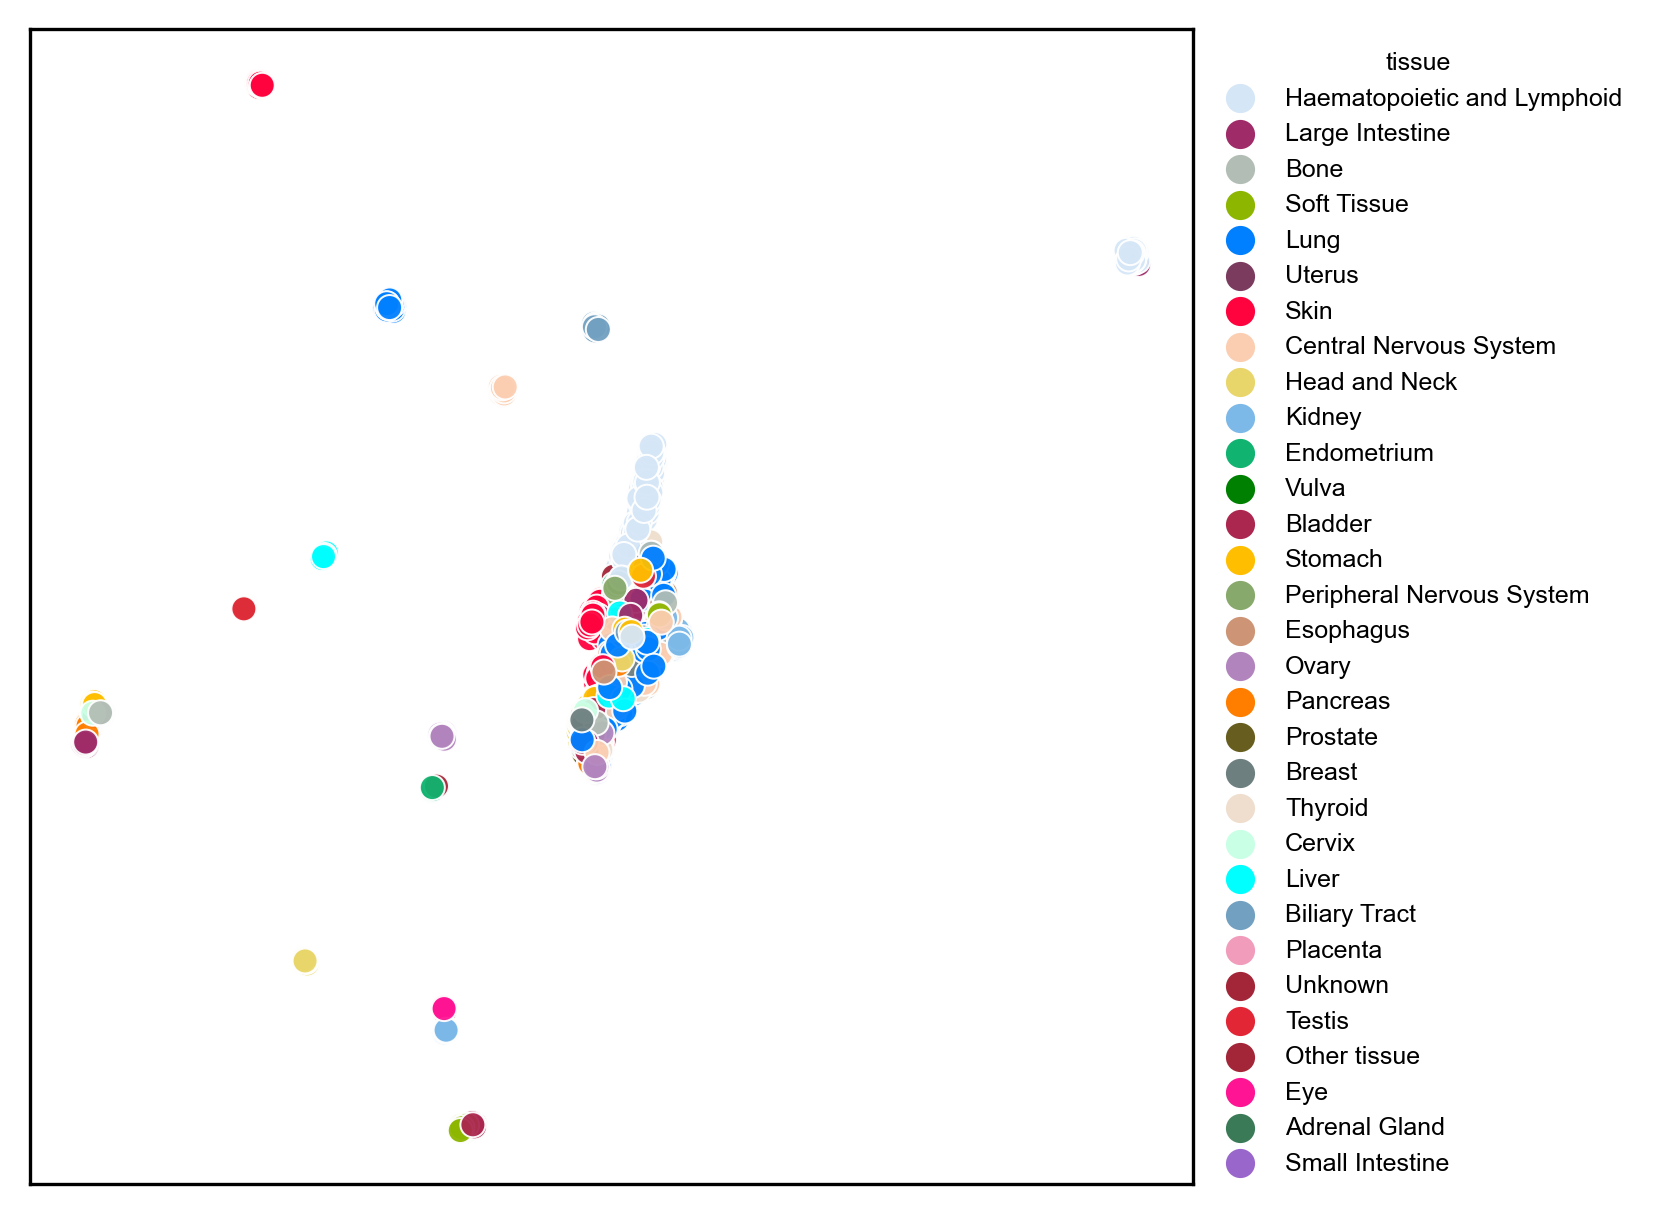 tissue
Haematopoietic and Lymphoid
Large Intestine
Bone
Soft Tissue
Lung
Uterus
Skin
Central Nervous System
Head and Neck
Kidney
Endometrium
Vulva
Bladder
Stomach
Peripheral Nervous System
Esophagus
Ovary
Pancreas
Prostate
Breast
Thyroid
Cervix
Liver
Biliary Tract
Placenta
Unknown
Testis
Other tissue
Eye
Adrenal Gland
Small Intestine